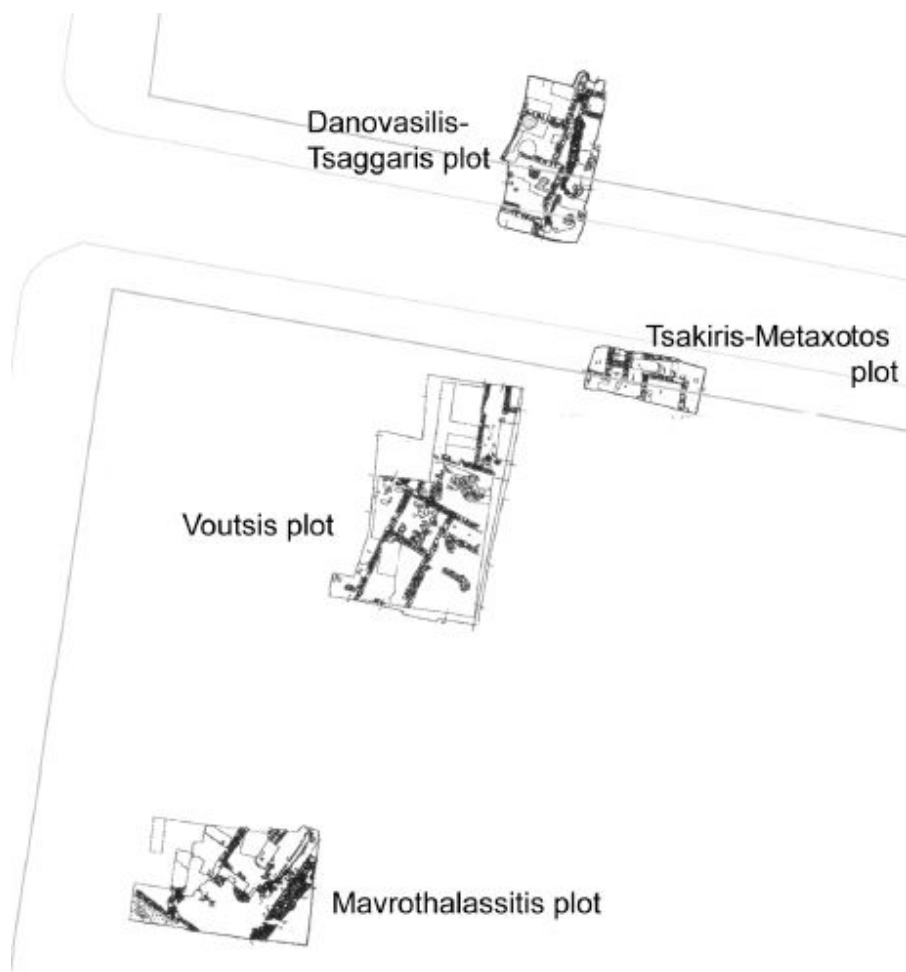 Danovasilis-
Tsaggaris plot
Tsakiris-Metaxotos
plot
Voutsis plot
Mavrothalassitis plot